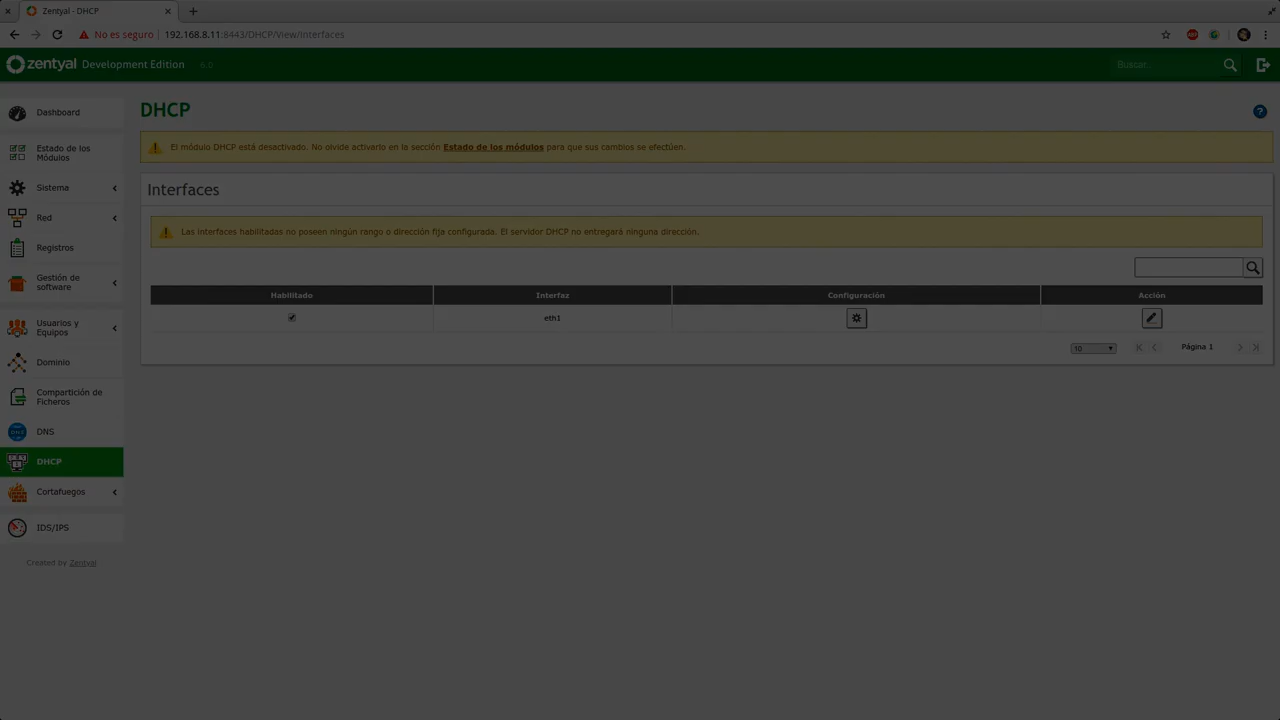 Zentyal - DHCP
No es seguro 192.168.8.11:8443/DHCP/View/Interfaces
zentyal Development Edition 6.0
Buscar...
Dashboard
Estado de los
Módulos
Sistema
Red
Registros
Gestión de
software
Usuarios y
Equipos
Dominio
Compartición de
Ficheros
DNS
DHCP
Cortafuegos
IDS/IPS
Created by Zentyal
DHCP
El módulo DHCP está desactivado. No olvide activarlo en la sección Estado de los módulos para que sus cambios se efectúen.
Interfaces
Las interfaces habilitadas no poseen ningún rango o dirección fija configurada. El servidor DHCP no entregará ninguna dirección.
Habilitado Interfaz Configuración Acción
eth1
10 Página 1